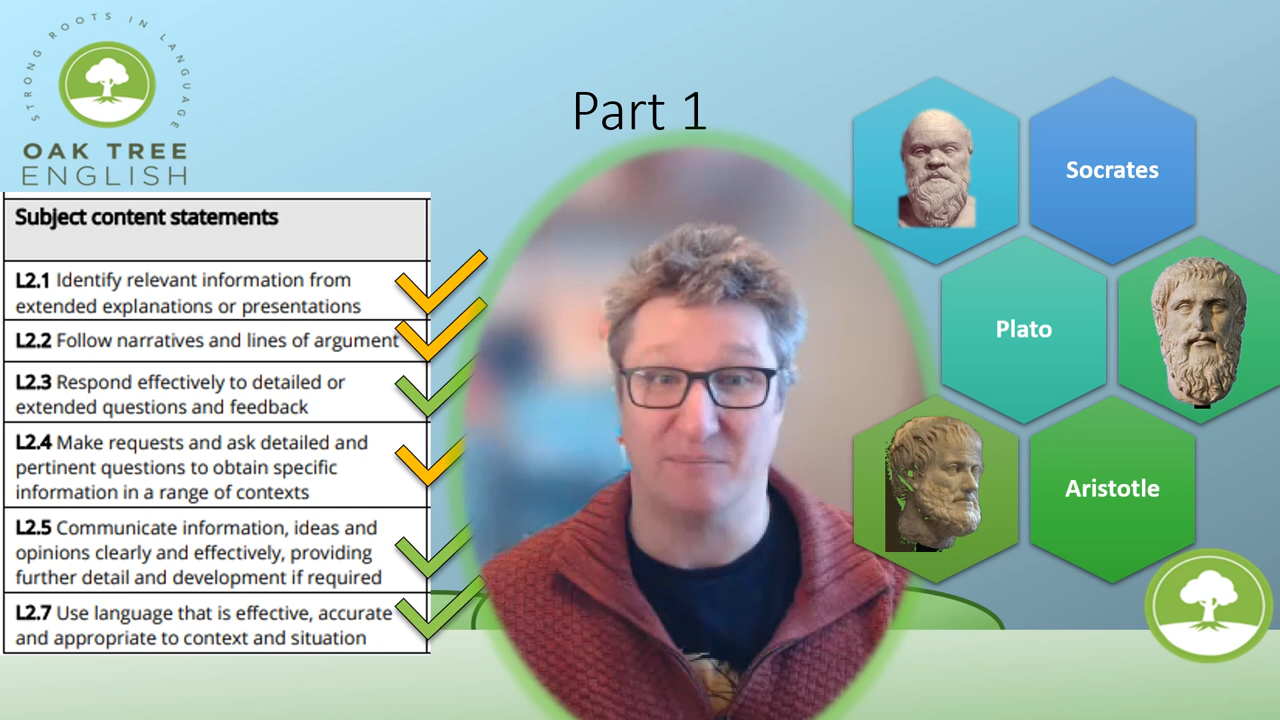 STRONG ROOTS IN LANGUAGE
OAK TREE
ENGLISH
Part 1
Subject content statements
L2.1 Identify relevant information from
extended explanations or presentations
L2.2 Follow narratives and lines of argument
L2.3 Respond effectively to detailed or
extended questions and feedback
L2.4 Make requests and ask detailed and
pertinent questions to obtain specific
information in a range of contexts
L2.5 Communicate information, ideas and
opinions clearly and effectively, providing
further detail and development if required
L2.7 Use language that is effective, accurate
and appropriate to context and situation
Socrates
Plato
Aristotle